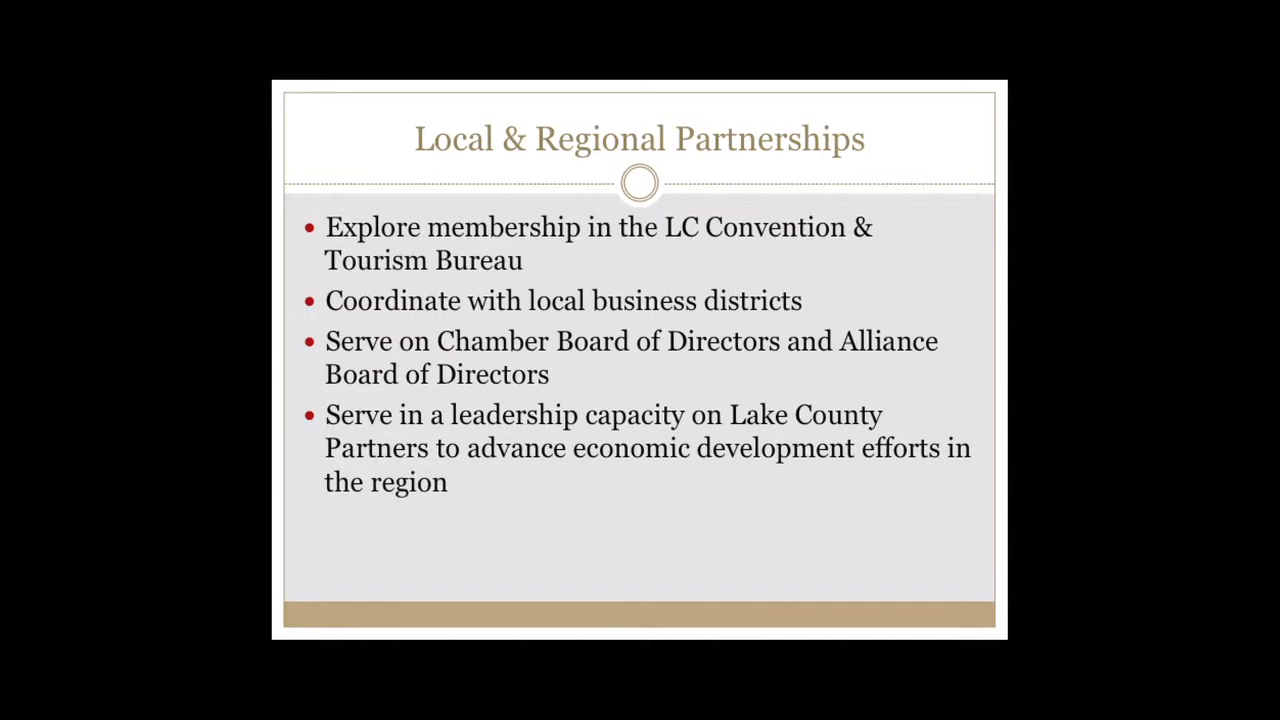 Local & Regional Partnerships
• Explore membership in the LC Convention &
Tourism Bureau
• Coordinate with local business districts
• Serve on Chamber Board of Directors and Alliance
Board of Directors
• Serve in a leadership capacity on Lake County
Partners to advance economic development efforts in
the region